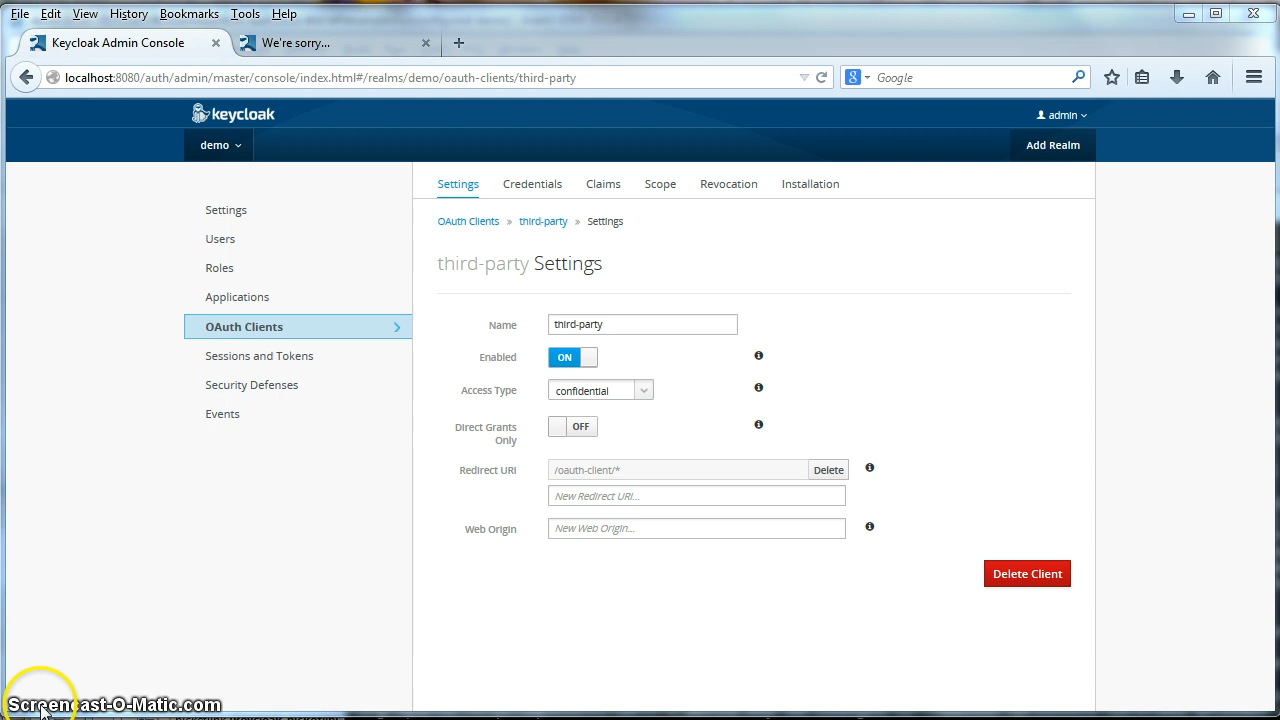 File Edit View History Bookmarks Tools Help
Keycloak Admin Console We're sorry...
localhost:8080/auth/admin/master/console/index.html#/realms/demo/oauth-clients/third-party Google
keycloak admin
demo Add Realm
Settings Credentials Claims Scope Revocation Installation
OAuth Clients » third-party » Settings
third-party Settings
Settings
Users
Roles
Applications
OAuth Clients
Sessions and Tokens
Security Defenses
Events
Name third-party
Enabled ON
Access Type confidential
Direct Grants Only OFF
Redirect URI /oauth-client/* Delete
New Redirect URI...
Web Origin New Web Origin...
Delete Client
Screencast-O-Matic.com